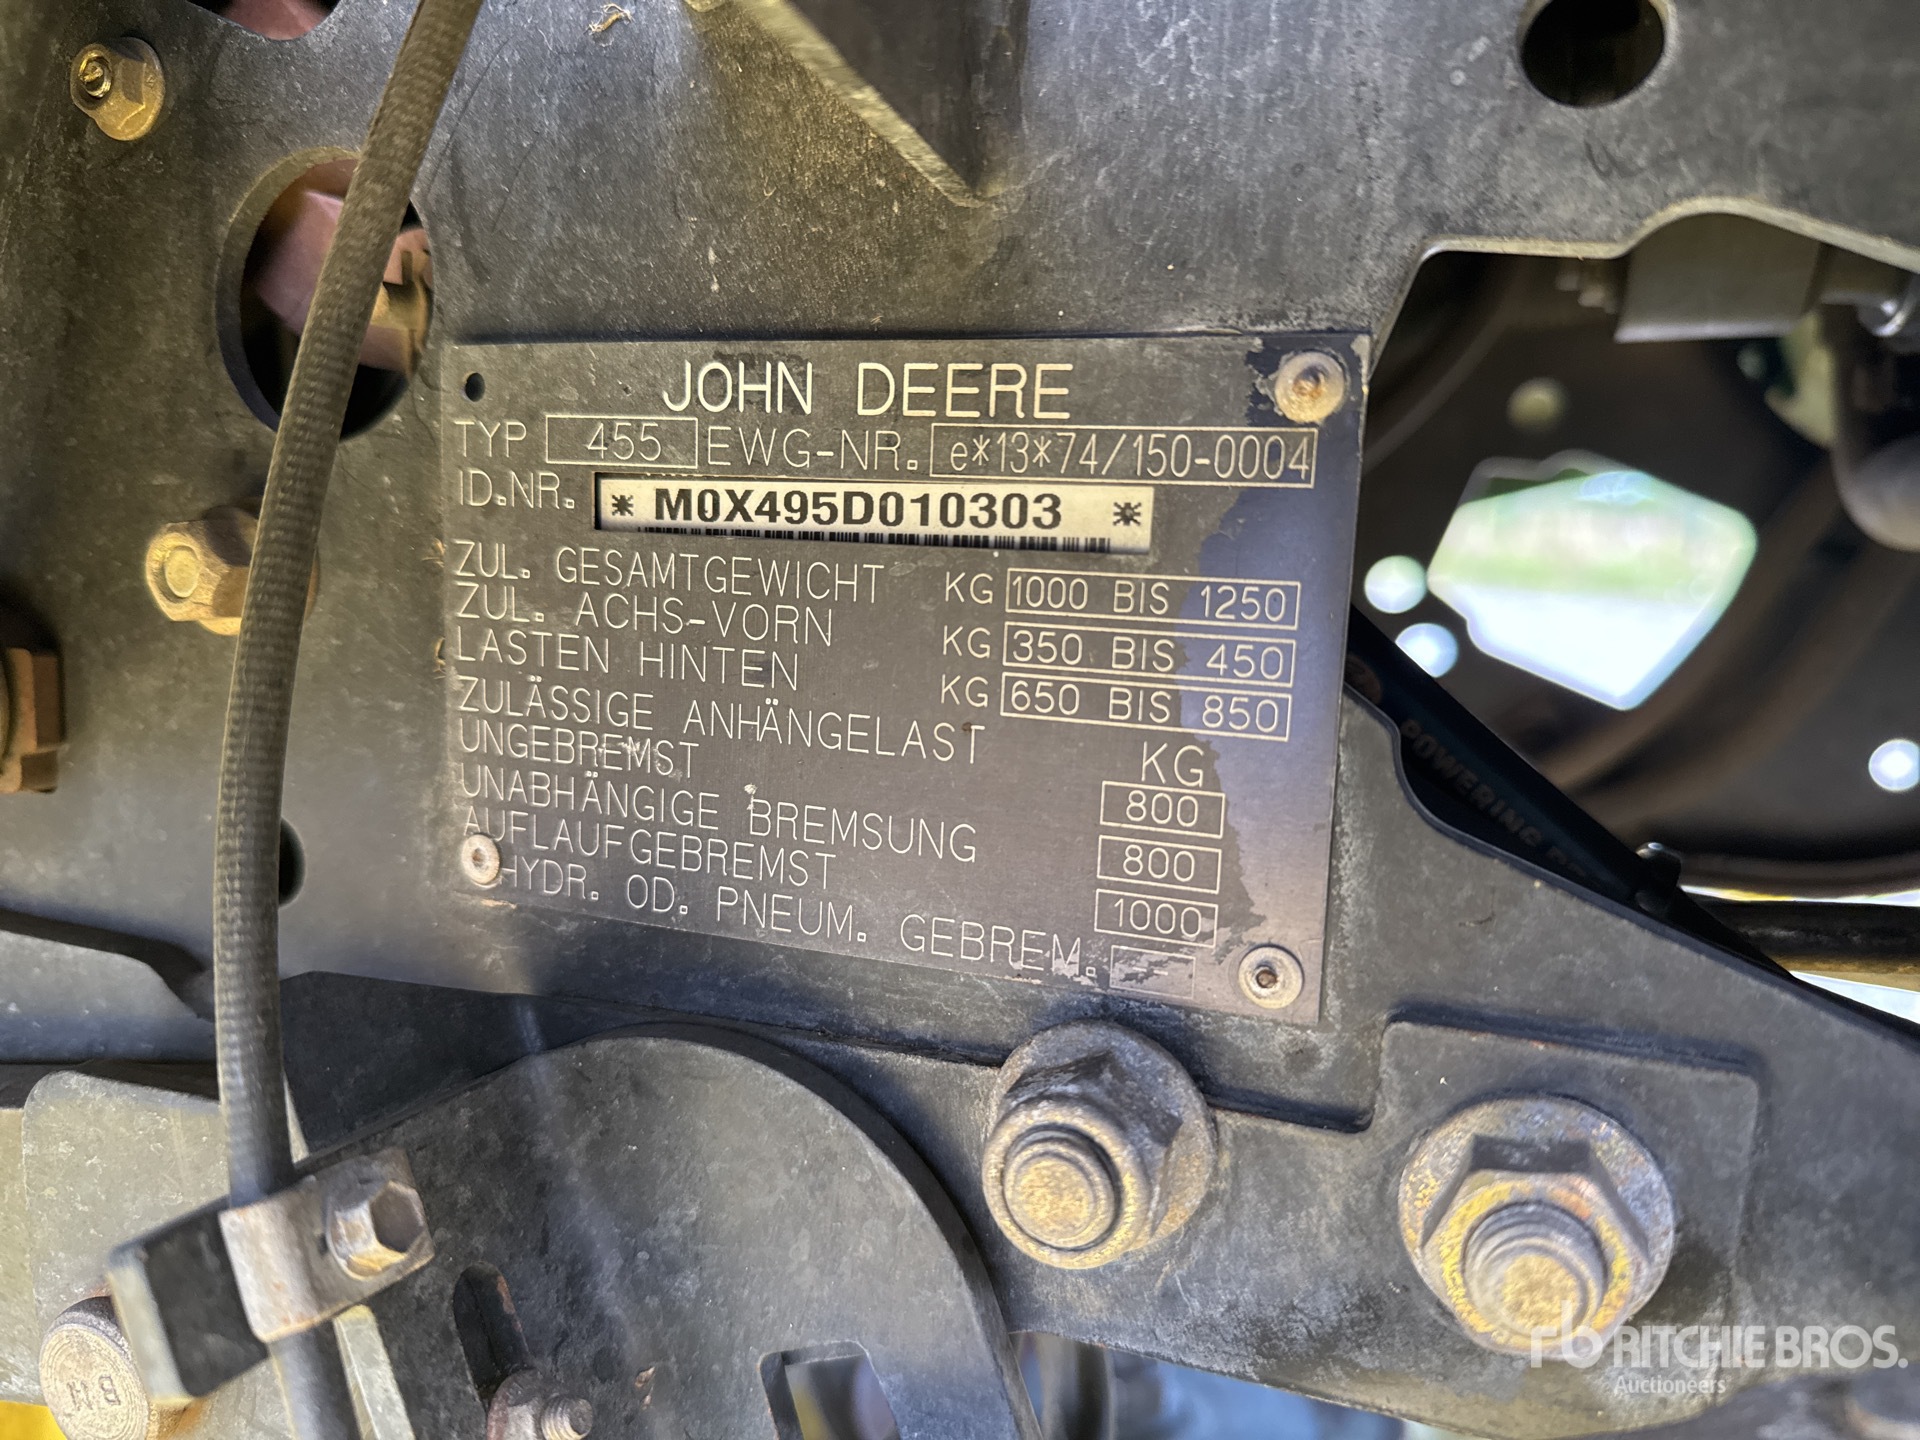 JOHN DEERE
TYP 455 EWG-NR. e*13*74/150-0004
ID.NR. * M0X495D010303 *
ZUL. GESAMTGEWICHT KG 1000 BIS 1250
ZUL. ACHS-VORN KG 350 BIS 450
LASTEN HINTEN KG 650 BIS 850
ZULÄSSIGE ANHÄNGELAST KG
UNGEBREMST 800
UNABHÄNGIGE BREMSUNG 800
AUFLAUFGEBREMST 1000
HYDR. OD. PNEUM. GEBREM. -
POWERING
B M
rb RITCHIE BROS.
Auctioneers